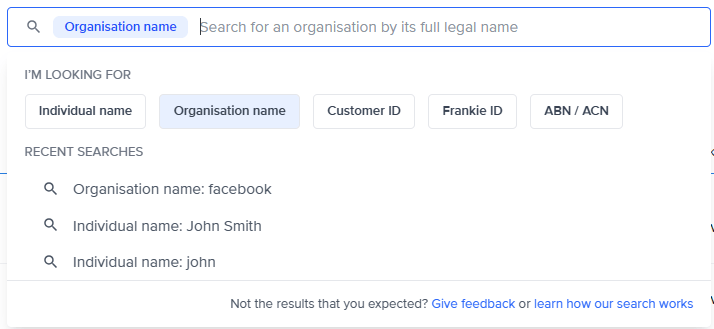 Organisation name Search for an organisation by its full legal name
I'M LOOKING FOR
Individual name Organisation name Customer ID Frankie ID ABN / ACN
RECENT SEARCHES
Organisation name: facebook
Individual name: John Smith
Individual name: john
Not the results that you expected? Give feedback or learn how our search works